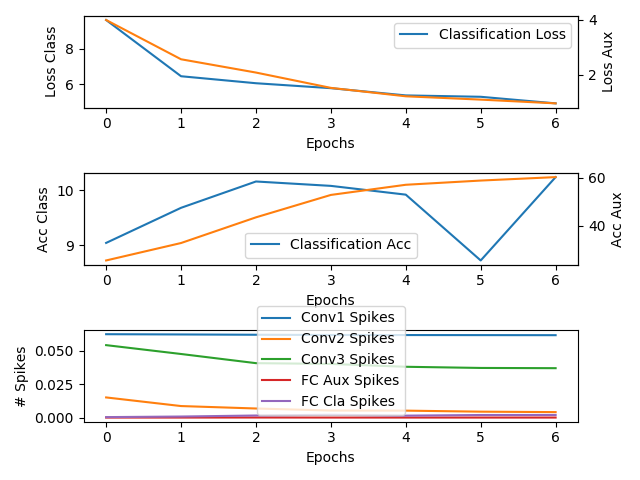 Loss Class
8
6
Classification Loss
4
2
Loss Aux
0 1 2 3 4 5 6
Epochs
Acc Class
10
9
Classification Acc
60
40
Acc Aux
0 1 2 3 4 5 6
Epochs
# Spikes
0.050
0.025
0.000
Conv1 Spikes
Conv2 Spikes
Conv3 Spikes
FC Aux Spikes
FC Cla Spikes
0 1 2 3 4 5 6
Epochs